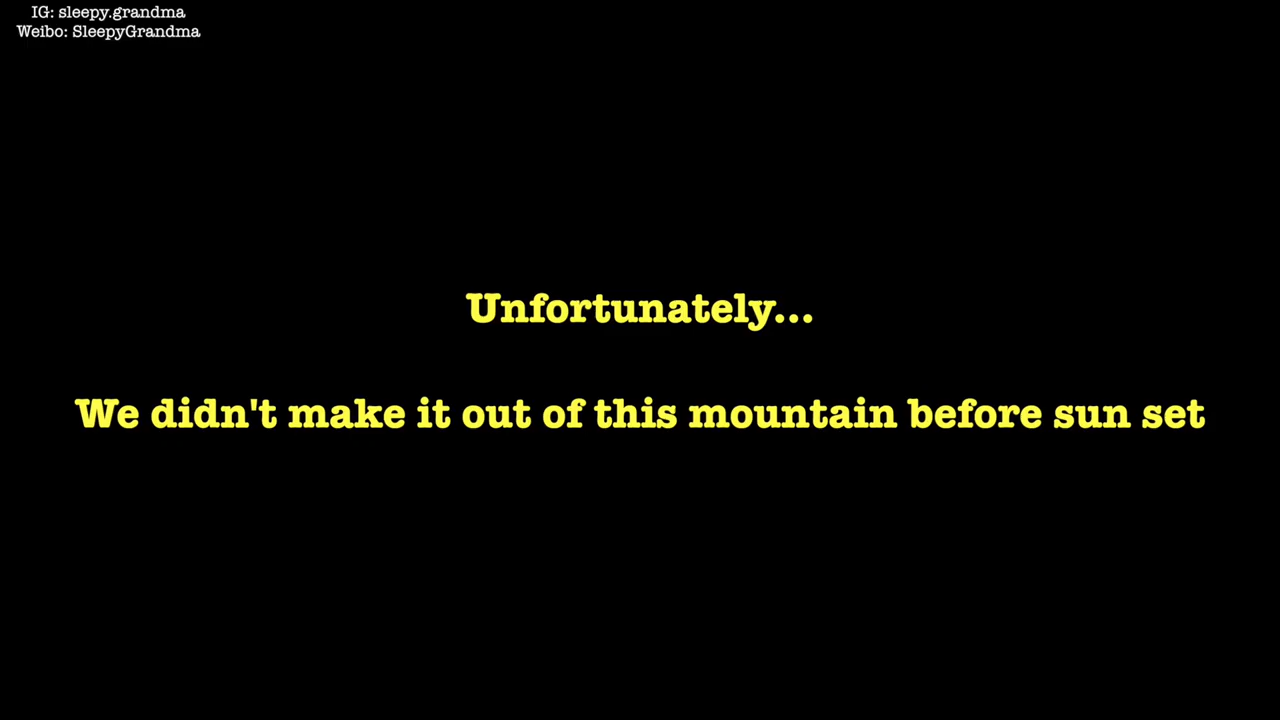 IG: sleepy.grandma
Weibo: SleepyGrandma
Unfortunately...
We didn't make it out of this mountain before sun set